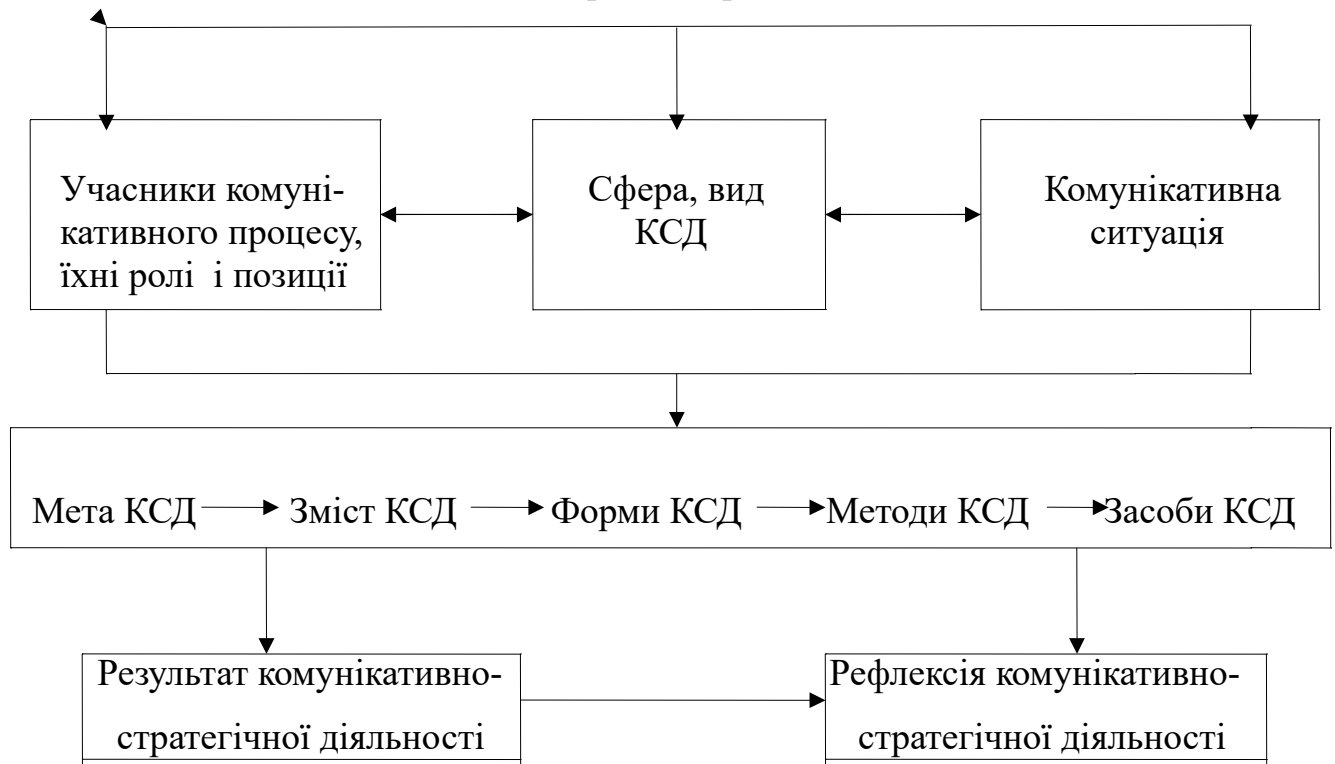 Учасники комуні-
кативного процесу,
їхні ролі і позиції
Сфера, вид
КСД
Комунікативна
ситуація
Мета КСД Зміст КСД Форми КСД Методи КСД Засоби КСД
Результат комунікативно-
стратегічної діяльності
Рефлексія комунікативно-
стратегічної діяльності